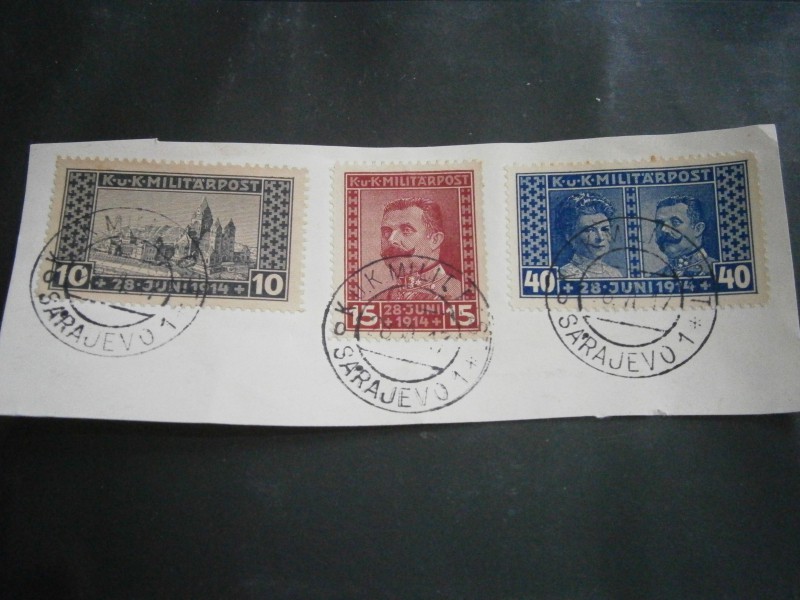 K.u.K.MILITÄRPOST
10 10
28.JUNI 1914
SARAJEVO 1
K.u.K.MILITÄRPOST
15 15
28.JUNI
1914
SARAJEVO 1 *
K.u.K.MILITÄRPOST
40 40
28.JUNI 1914
SARAJEVO 1 *